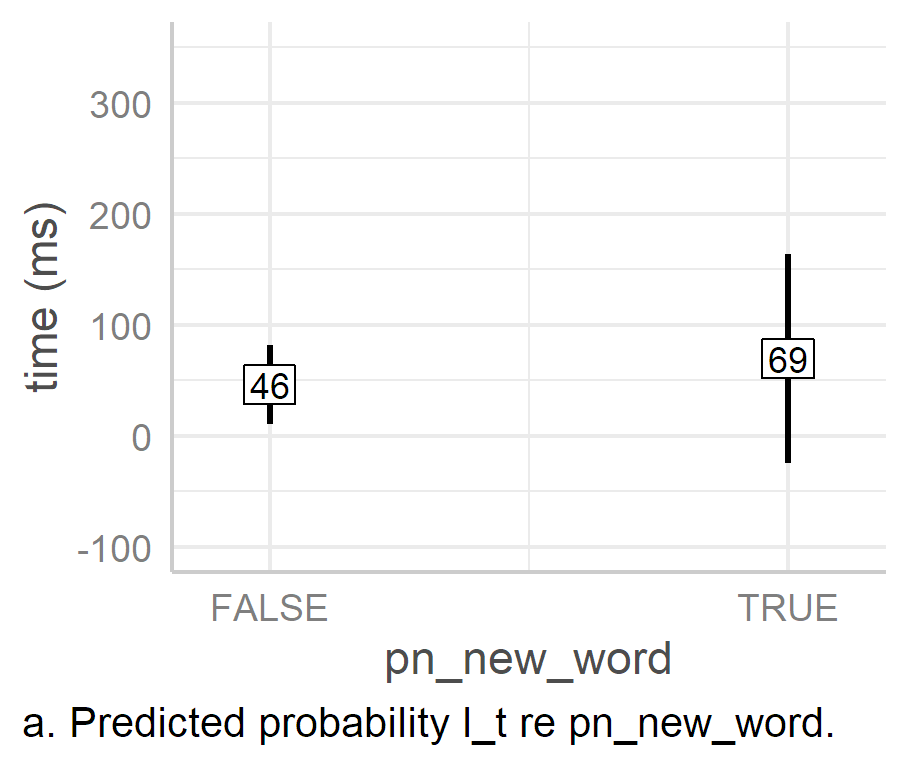 300
200
100
0
-100
time (ms)
46
69
FALSE TRUE
pn_new_word
a. Predicted probability l_t re pn_new_word.